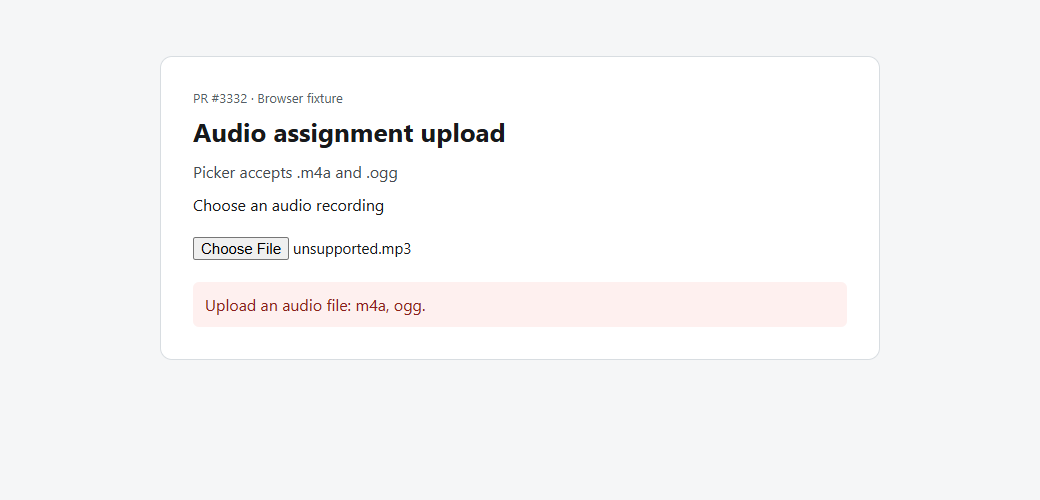 PR #3332 · Browser fixture
Audio assignment upload
Picker accepts .m4a and .ogg
Choose an audio recording
Choose File unsupported.mp3
Upload an audio file: m4a, ogg.